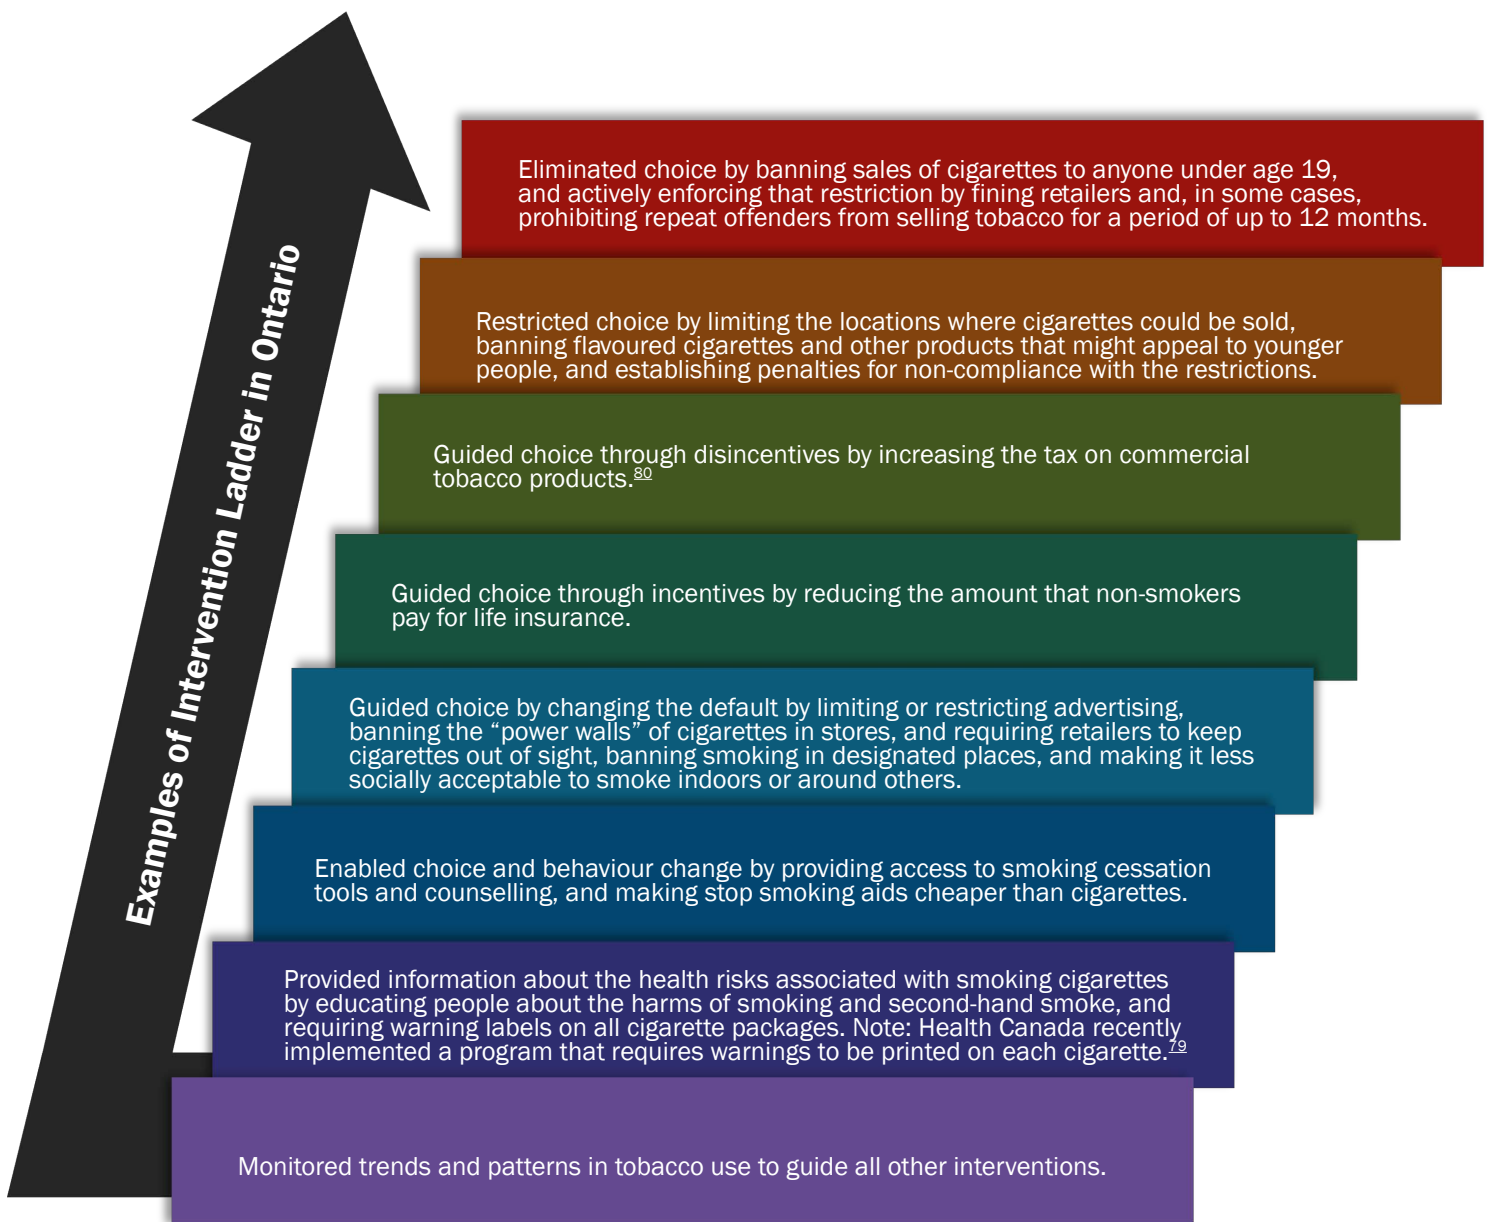 Examples of Intervention Ladder in Ontario
Eliminated choice by banning sales of cigarettes to anyone under age 19,
and actively enforcing that restriction by fining retailers and, in some cases,
prohibiting repeat offenders from selling tobacco for a period of up to 12 months.
Restricted choice by limiting the locations where cigarettes could be sold,
banning flavoured cigarettes and other products that might appeal to younger
people, and establishing penalties for non-compliance with the restrictions.
Guided choice through disincentives by increasing the tax on commercial
tobacco products.80
Guided choice through incentives by reducing the amount that non-smokers
pay for life insurance.
Guided choice by changing the default by limiting or restricting advertising,
banning the “power walls” of cigarettes in stores, and requiring retailers to keep
cigarettes out of sight, banning smoking in designated places, and making it less
socially acceptable to smoke indoors or around others.
Enabled choice and behaviour change by providing access to smoking cessation
tools and counselling, and making stop smoking aids cheaper than cigarettes.
Provided information about the health risks associated with smoking cigarettes
by educating people about the harms of smoking and second-hand smoke, and
requiring warning labels on all cigarette packages. Note: Health Canada recently
implemented a program that requires warnings to be printed on each cigarette.79
Monitored trends and patterns in tobacco use to guide all other interventions.